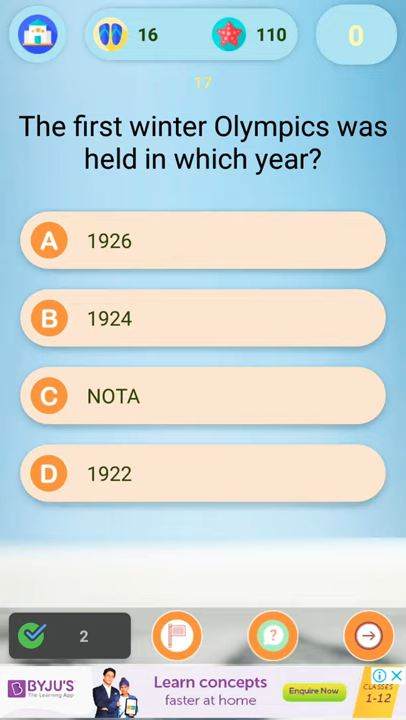 16
110
0
17
The first winter Olympics was
held in which year?
A 1926
B 1924
C NOTA
D 1922
2
?
BYJU'S
The Learning App
Learn concepts
faster at home
Enquire Now
CLASSES
1-12